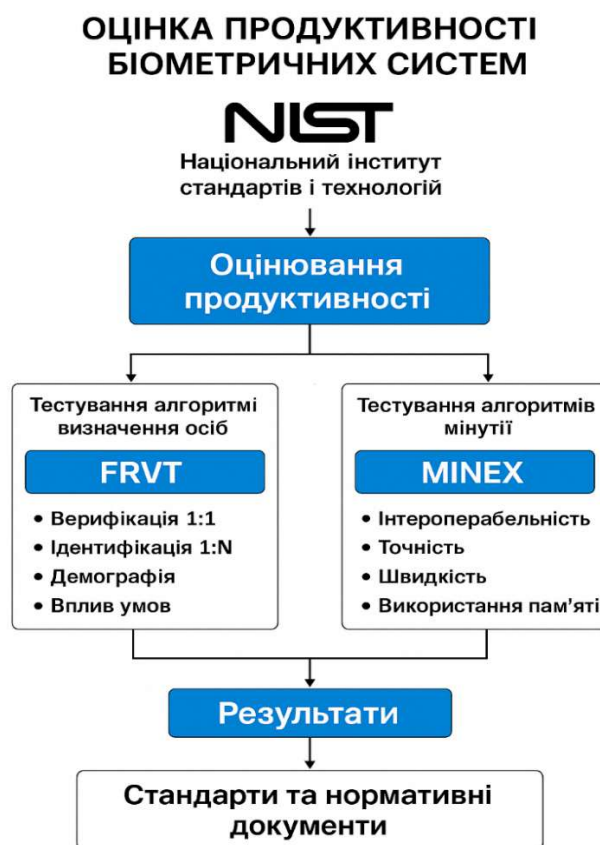 ОЦІНКА ПРОДУКТИВНОСТІ
БІОМЕТРИЧНИХ СИСТЕМ
NIST
Національний інститут
стандартів і технологій
Оцінювання
продуктивності
Тестування алгоритмі
визначення осіб
FRVT
• Верифікація 1:1
• Ідентифікація 1:N
• Демографія
• Вплив умов
Тестування алгоритмів
мінутії
MINEX
• Інтероперабельність
• Точність
• Швидкість
• Використання пам'яті
Результати
Стандарти та нормативні
документи